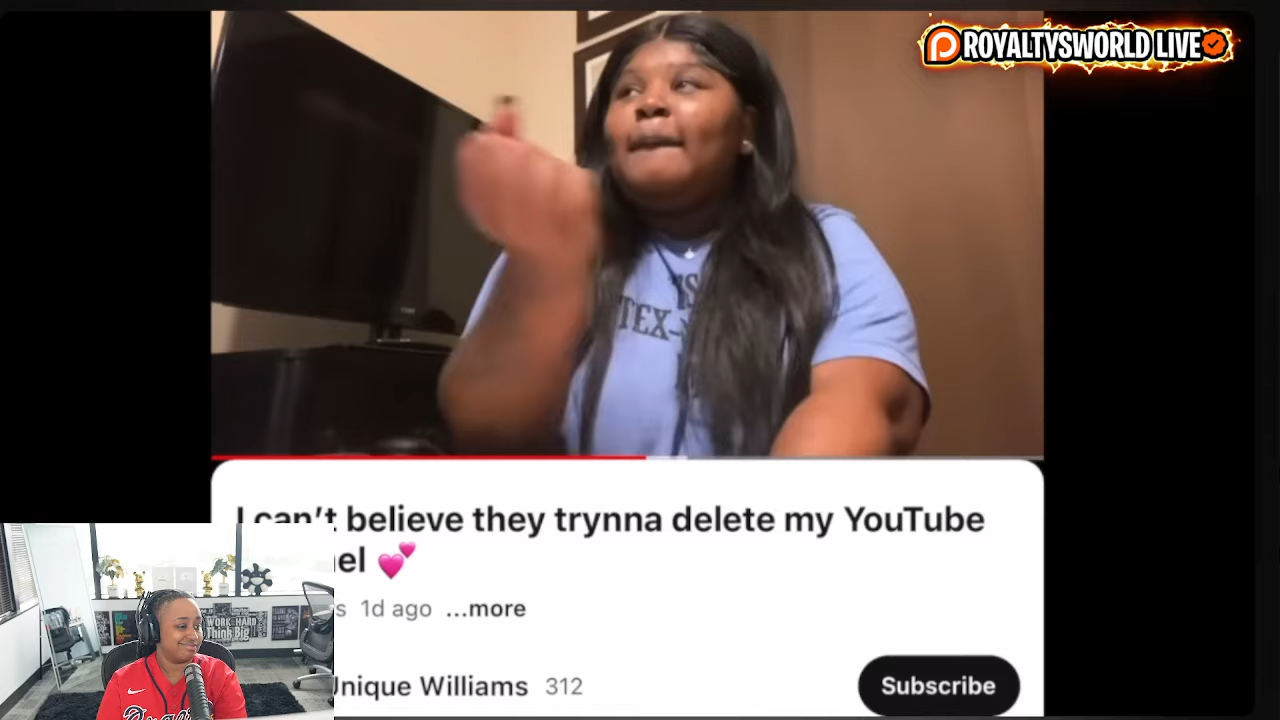 ROYALTYSWORLD LIVE
TEX-
I can't believe they trynna delete my YouTube
el 💕
s 1d ago ...more
Unique Williams 312
Subscribe
WORK HARD
Think Big